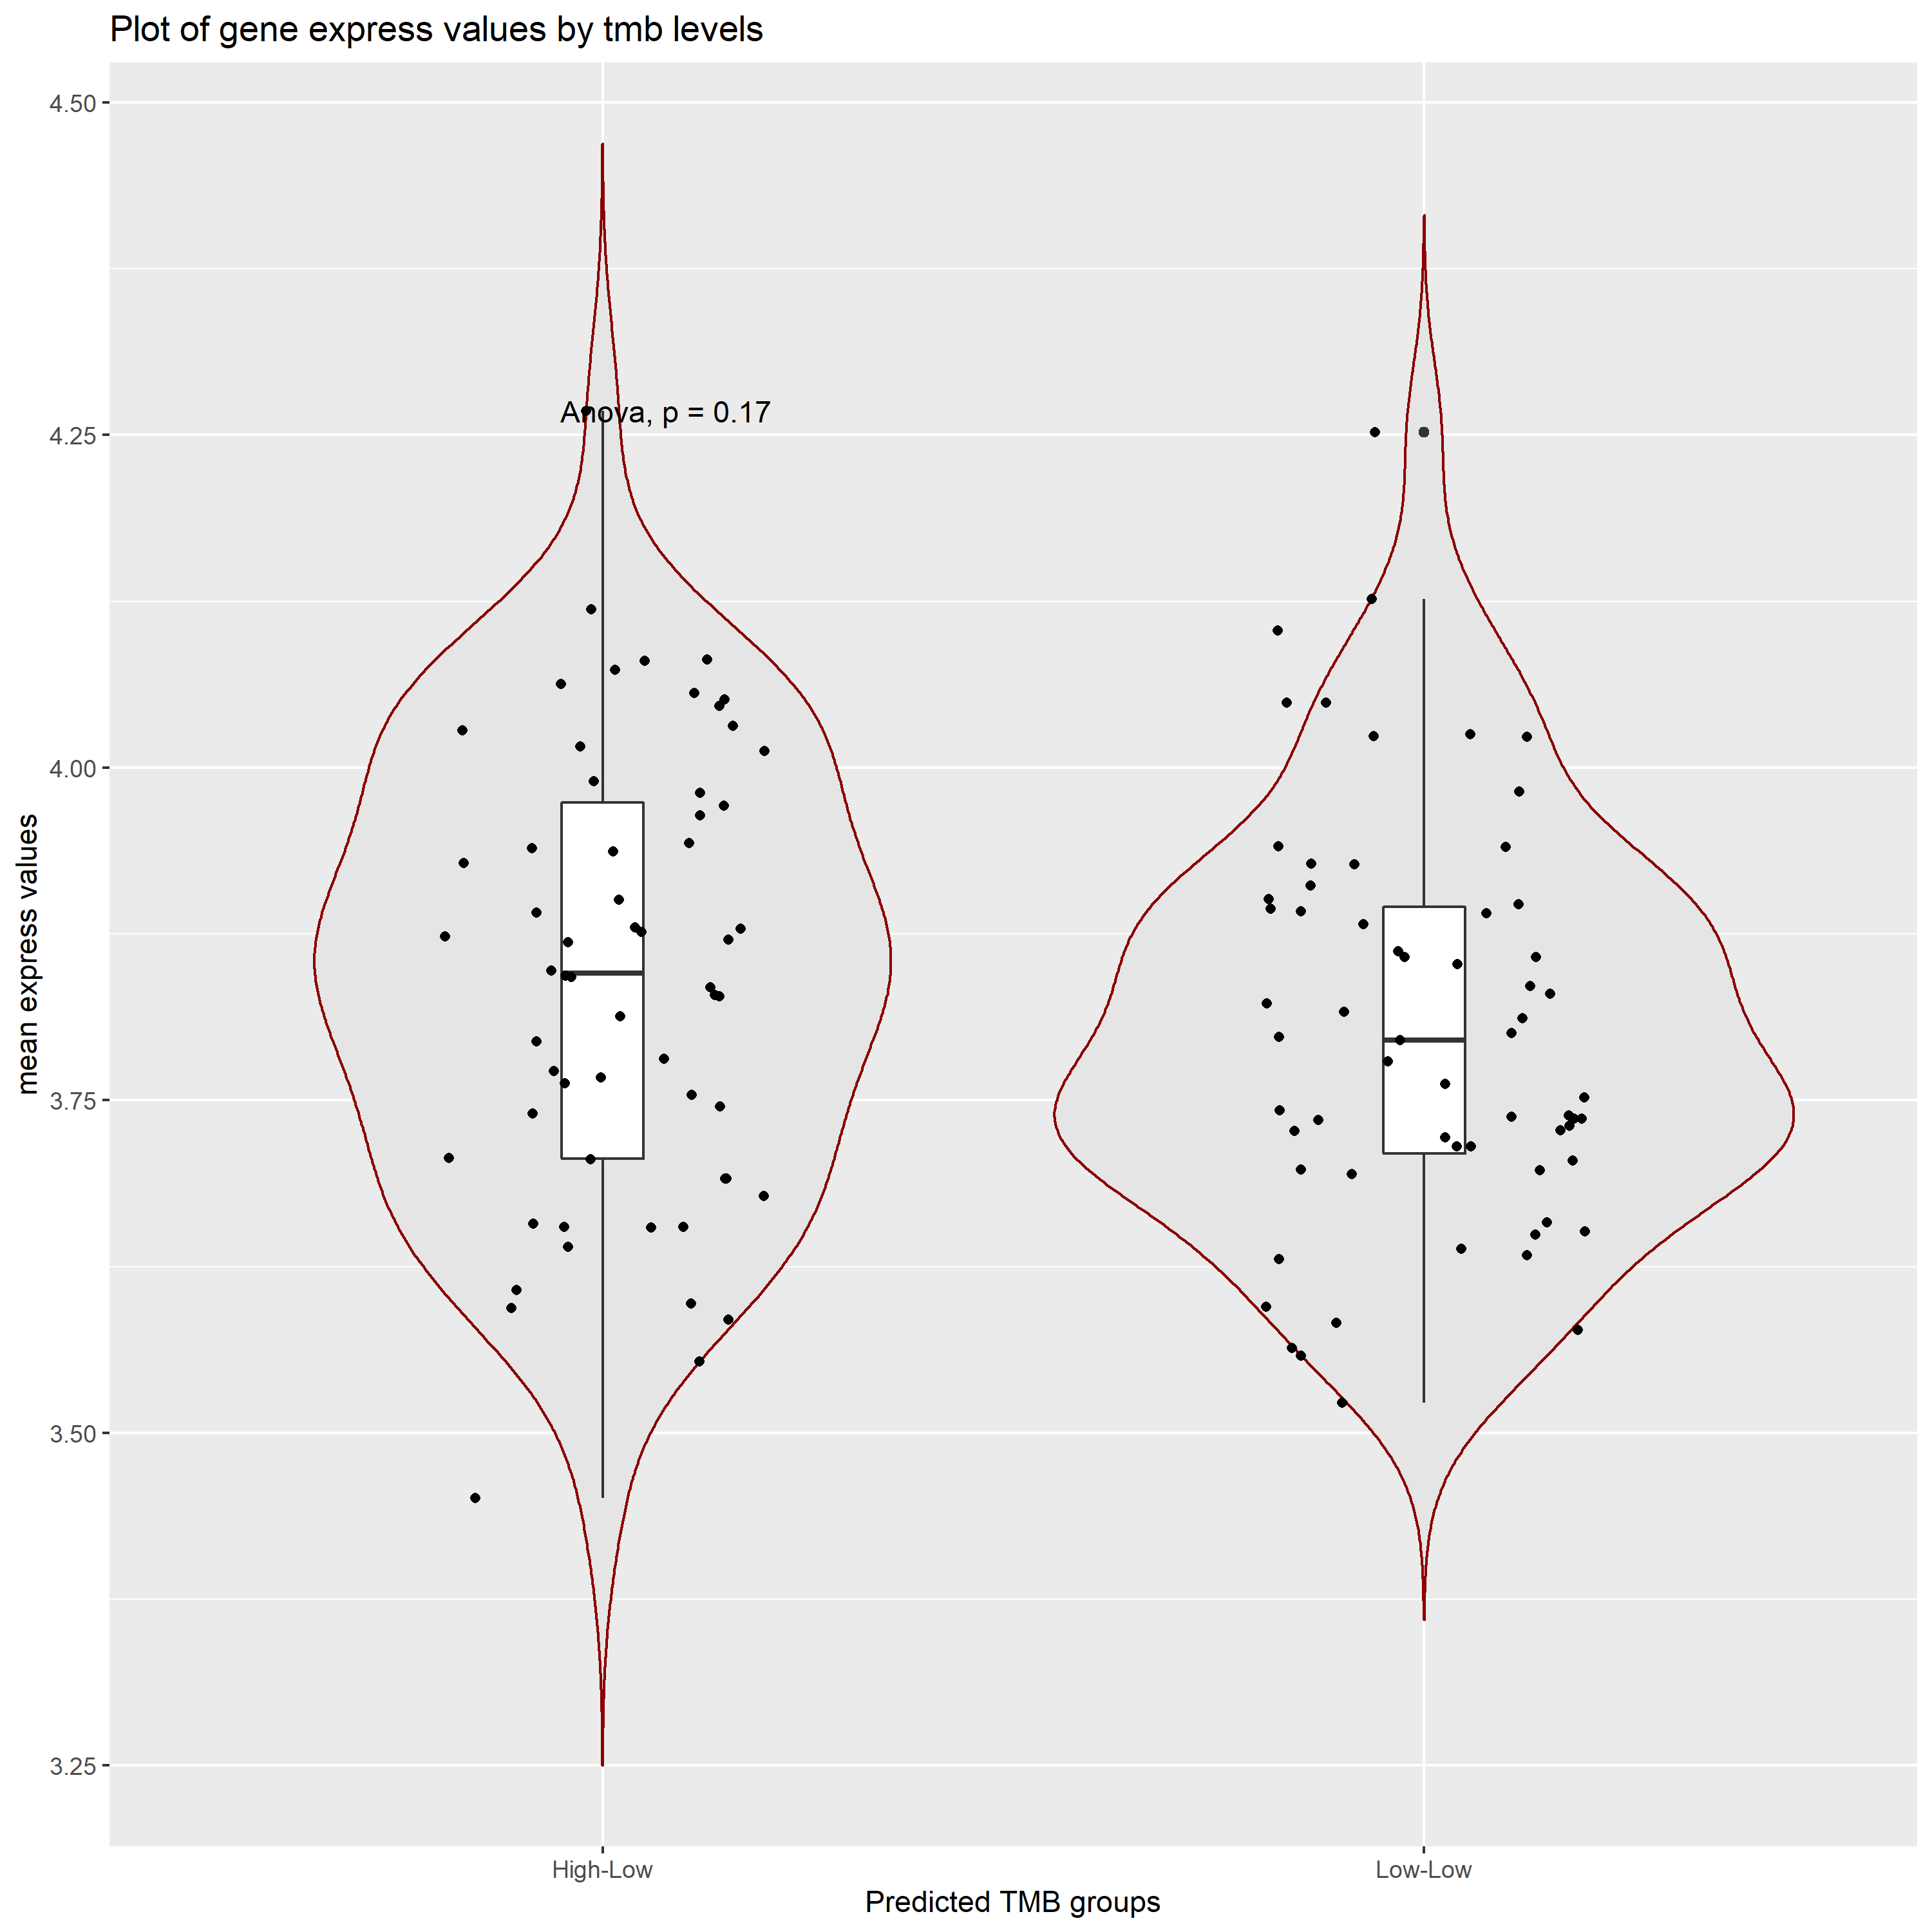 Plot of gene express values by tmb levels
4.50
4.25
4.00
3.75
3.50
3.25
mean express values
Anova, p = 0.17
High-Low
Low-Low
Predicted TMB groups